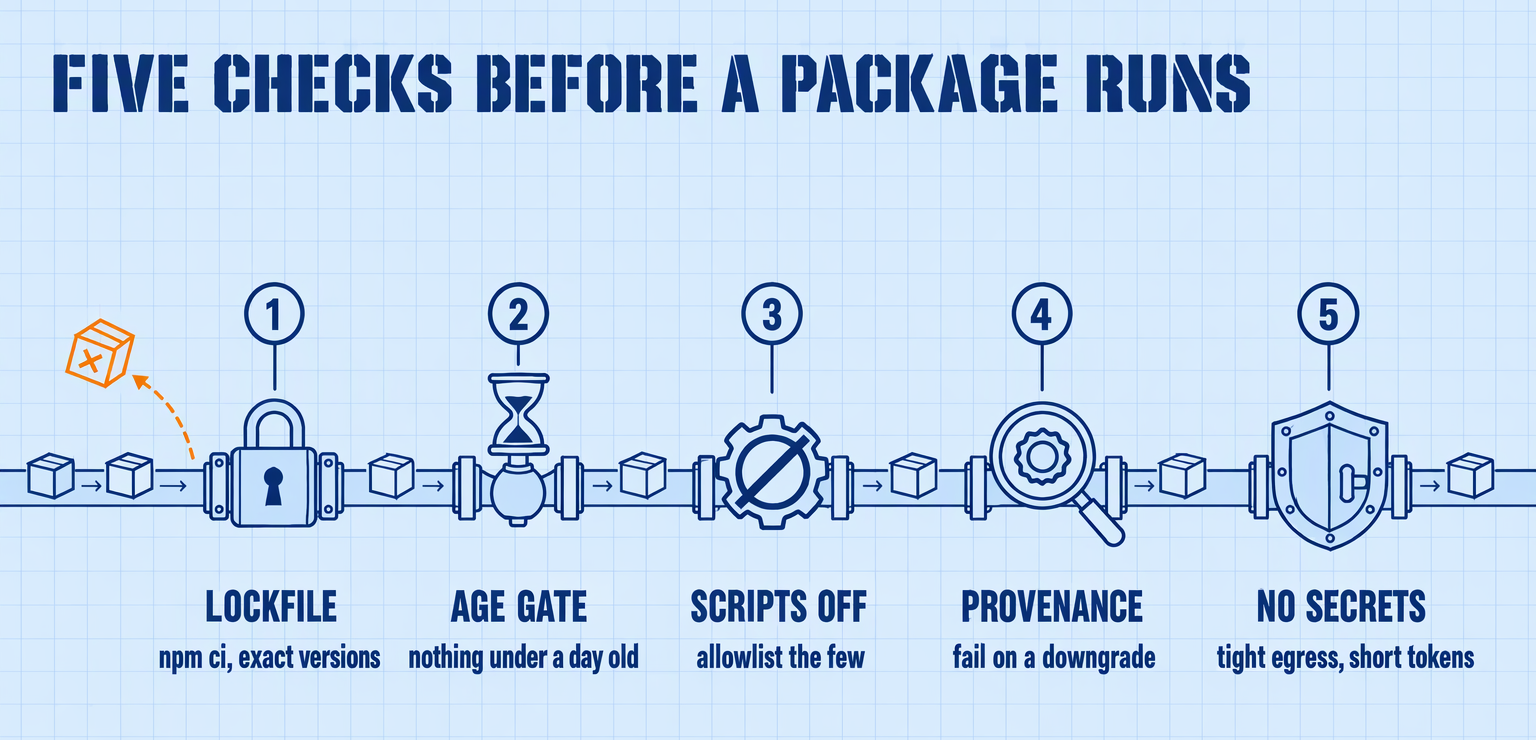 FIVE CHECKS BEFORE A PACKAGE RUNS
1
2
3
4
5
LOCKFILE
npm ci, exact versions
AGE GATE
nothing under a day old
SCRIPTS OFF
allowlist the few
PROVENANCE
fail on a downgrade
NO SECRETS
tight egress, short tokens